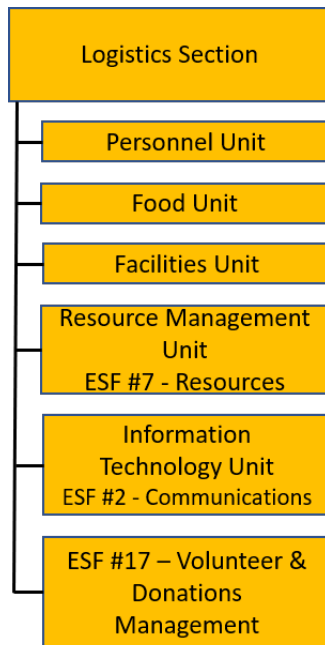 Logistics Section
Personnel Unit
Food Unit
Facilities Unit
Resource Management
Unit
ESF #7 - Resources
Information
Technology Unit
ESF #2 - Communications
ESF #17 – Volunteer &
Donations
Management